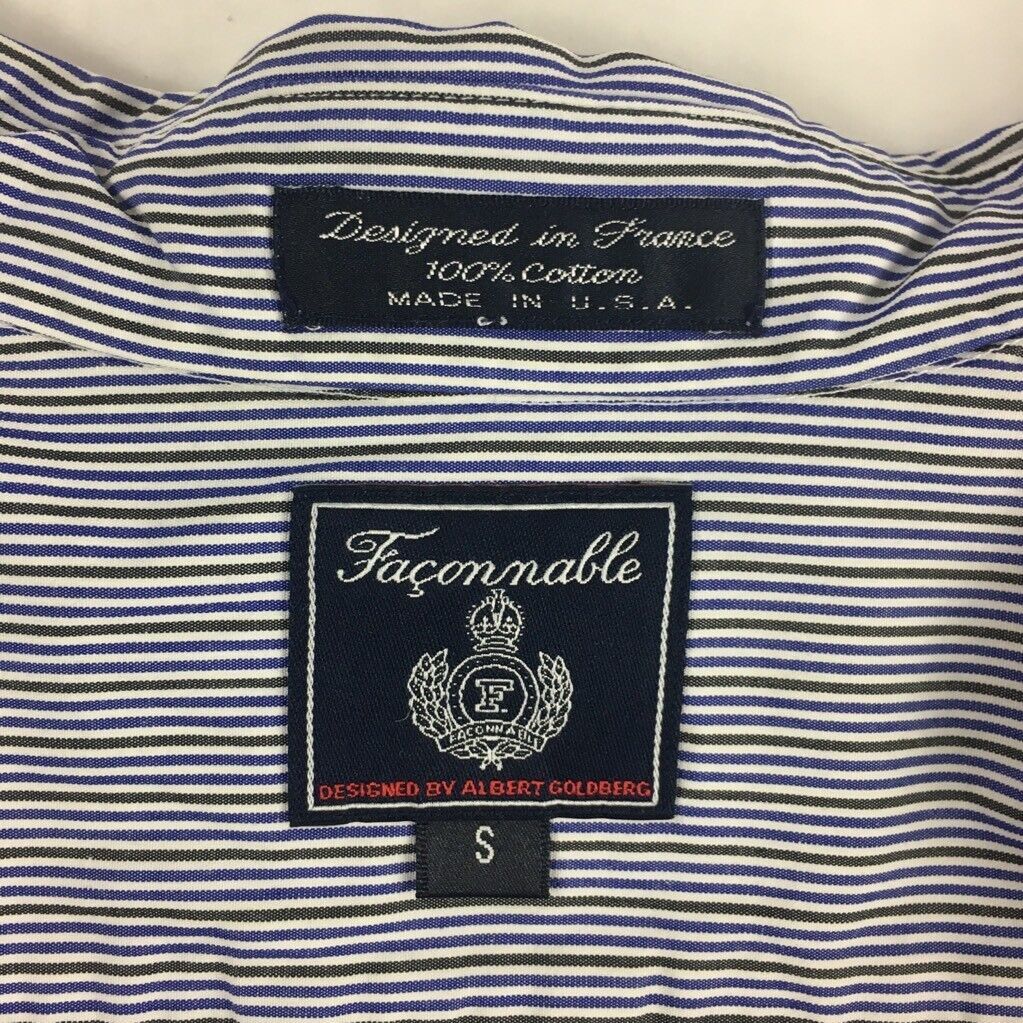 Designed in France
100% Cotton
MADE IN U.S.A.
Façonnable
F
FAÇONNABLE
DESIGNED BY ALBERT GOLDBERG
S